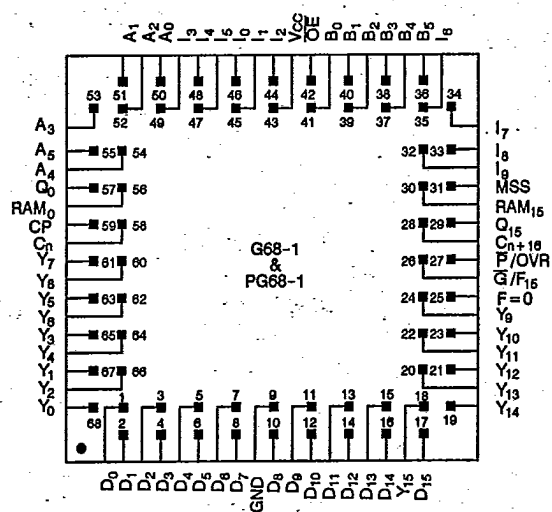 A1 A2 A0 I3 I4 I5 I0 I1 I2 VCC O̅E̅ B0 B1 B2 B3 B4 B5 I6
51 50 48 46 44 42 40 38 36
53 52 49 47 45 43 41 39 37 35 34
A3 I7
A5 55 54 32 33 I8
A4 I9
Q0 57 56 30 31 MSS
RAM0 RAM15
CP 59 58 28 29 Q15
Cn Cn+16
G68-1
&
PG68-1
Y7 61 60 26 27 P̅/OVR
Y8 G̅/F15
Y5 63 62 24 25 F=0
Y6 Y9
Y3 65 64 22 23 Y10
Y4 Y11
Y1 67 66 20 21 Y12
Y2 Y13
Y0 68 1 3 5 7 9 11 13 15 18 19 Y14
2 4 6 8 10 12 14 16 17
D0 D1 D2 D3 D4 D5 D6 D7 GND D8 D9 D10 D11 D12 D13 D14 Y15 D15